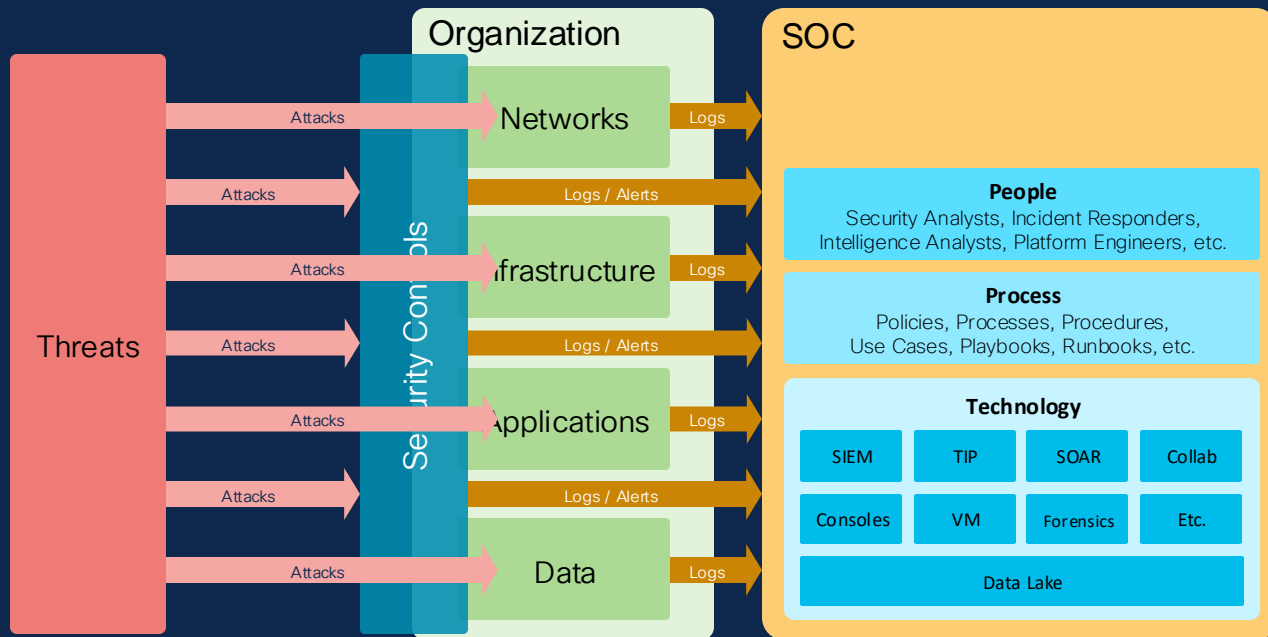 Organization
SOC
Threats
Security Controls
Attacks
Networks
Logs
Attacks
Logs / Alerts
Attacks
Infrastructure
Logs
Attacks
Logs / Alerts
Attacks
Applications
Logs
Attacks
Logs / Alerts
Attacks
Data
Logs
People
Security Analysts, Incident Responders,
Intelligence Analysts, Platform Engineers, etc.
Process
Policies, Processes, Procedures,
Use Cases, Playbooks, Runbooks, etc.
Technology
SIEM
TIP
SOAR
Collab
Consoles
VM
Forensics
Etc.
Data Lake